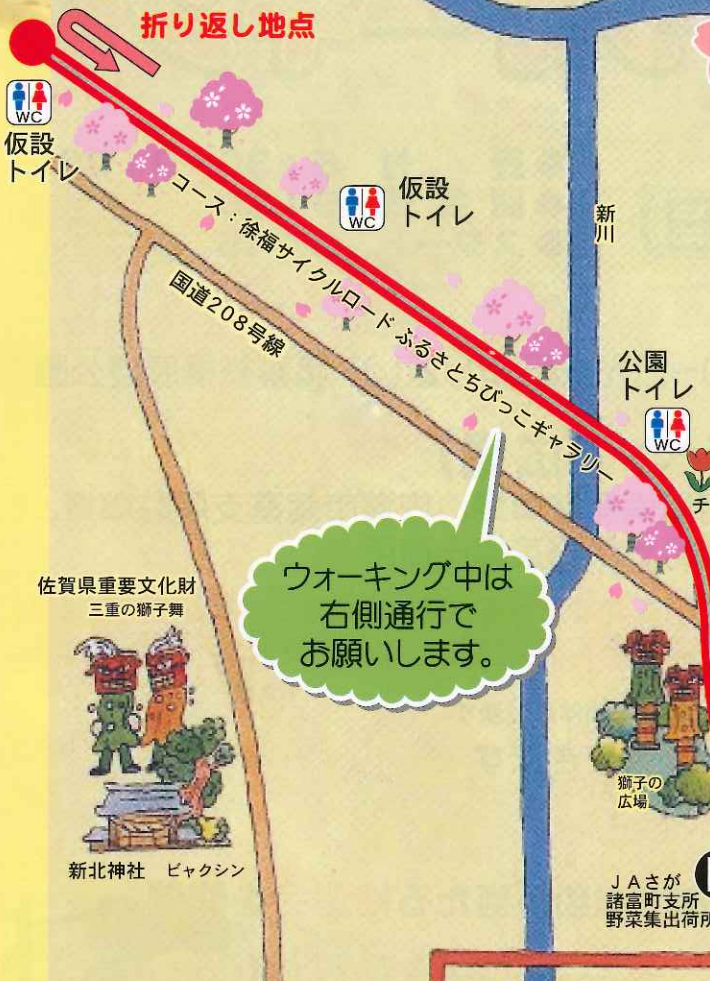 折り返し地点
WC
仮設
トイレ
WC
仮設
トイレ
コース：徐福サイクルロード ふるさとちびっこギャラリー
国道208号線
新川
公園
トイレ
WC
チ
ウォーキング中は
右側通行で
お願いします。
佐賀県重要文化財
三重の獅子舞
新北神社 ビャクシン
獅子の
広場
JAさが
諸富町支所
野菜集出荷所